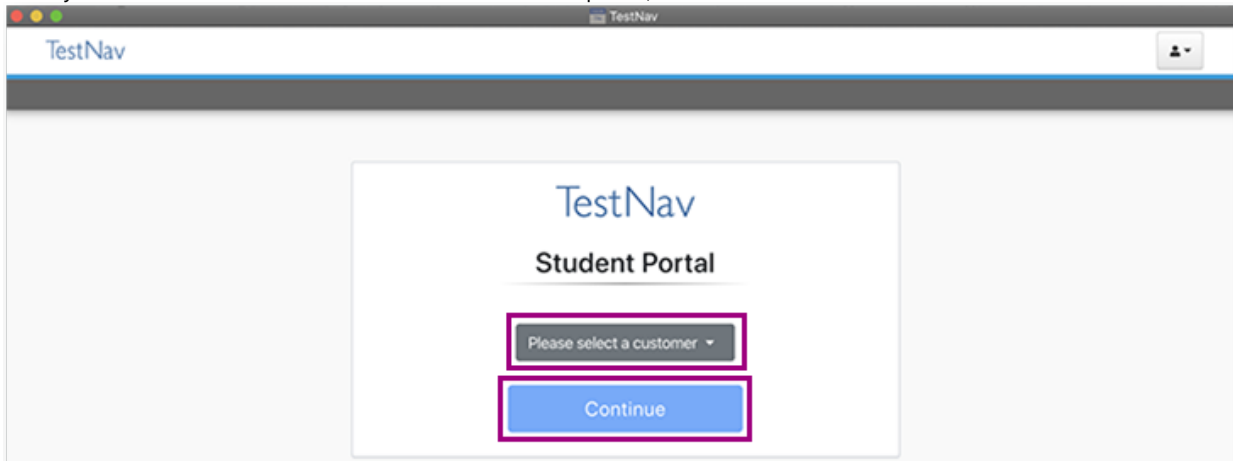 TestNav
TestNav
TestNav
Student Portal
Please select a customer
Continue